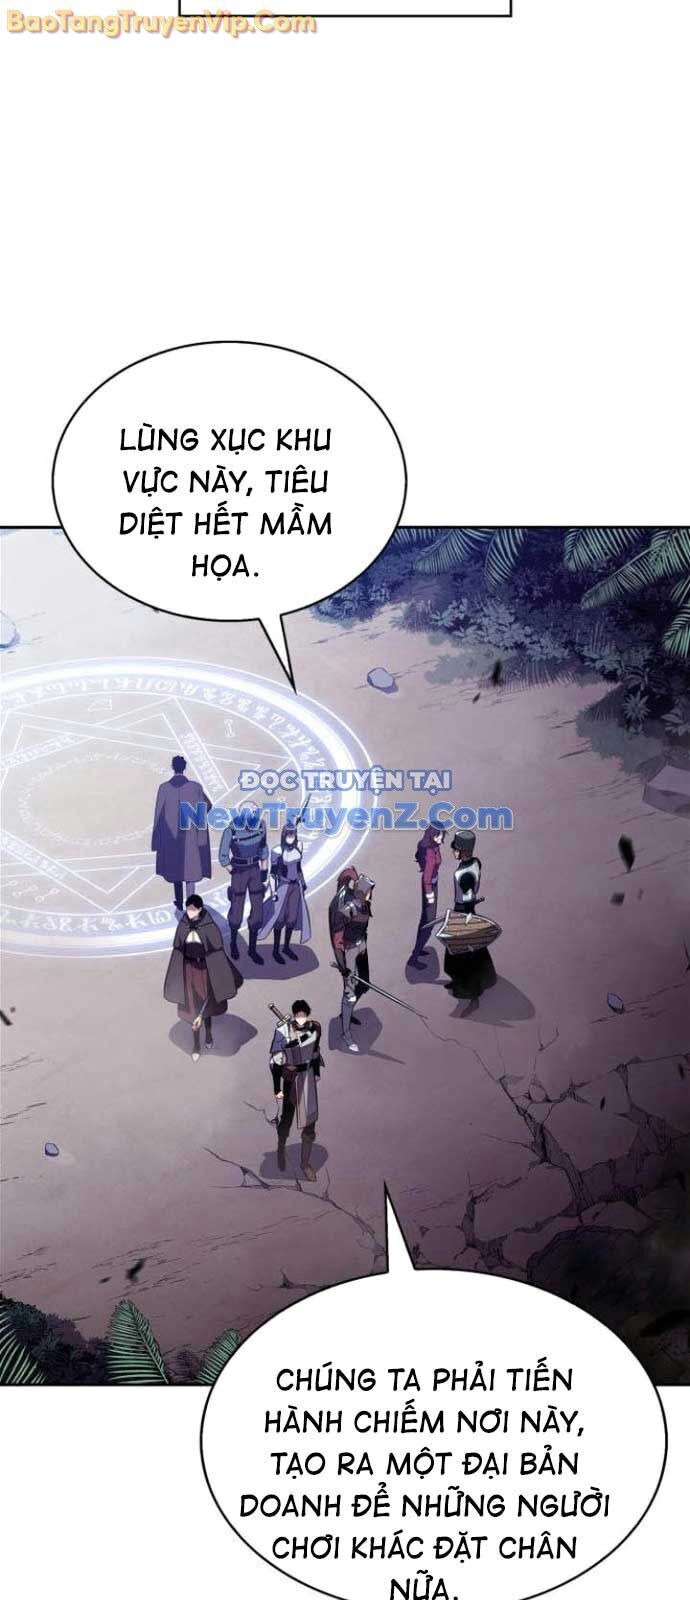 BaoTangTruyenVip.Com
LÙNG XỤC KHU
VỰC NÀY, TIÊU
DIỆT HẾT MẦM
HỌA.
ĐỌC TRUYỆN TẠI
NewTruyenZ.Com
CHÚNG TA PHẢI TIẾN
HÀNH CHIẾM NƠI NÀY,
TẠO RA MỘT ĐẠI BẢN
DOANH ĐỂ NHỮNG NGƯỜI
CHƠI KHÁC ĐẶT CHÂN
NỮA.